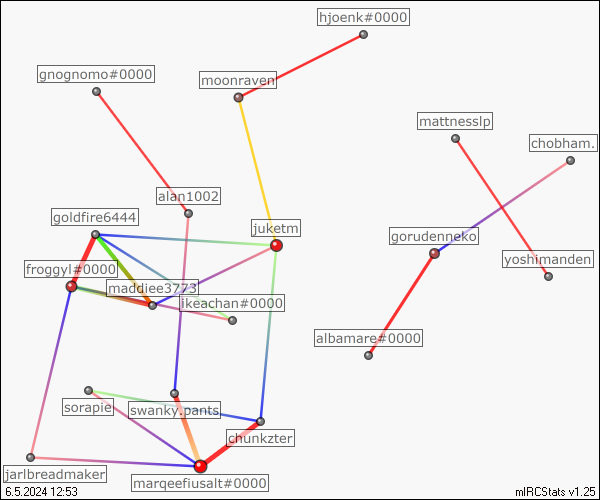 hjoenk#0000
gnognomo#0000
moonraven
mattnesslp
chobham.
alan1002
goldfire6444
juketm
gorudenneko
froggyl#0000
yoshimanden
maddiee3773
ikeachan#0000
albamare#0000
sorapie
swanky.pants
chunkzter
jarlbreadmaker
marqeefiusalt#0000
6.5.2024 12:53
mIRCStats v1.25